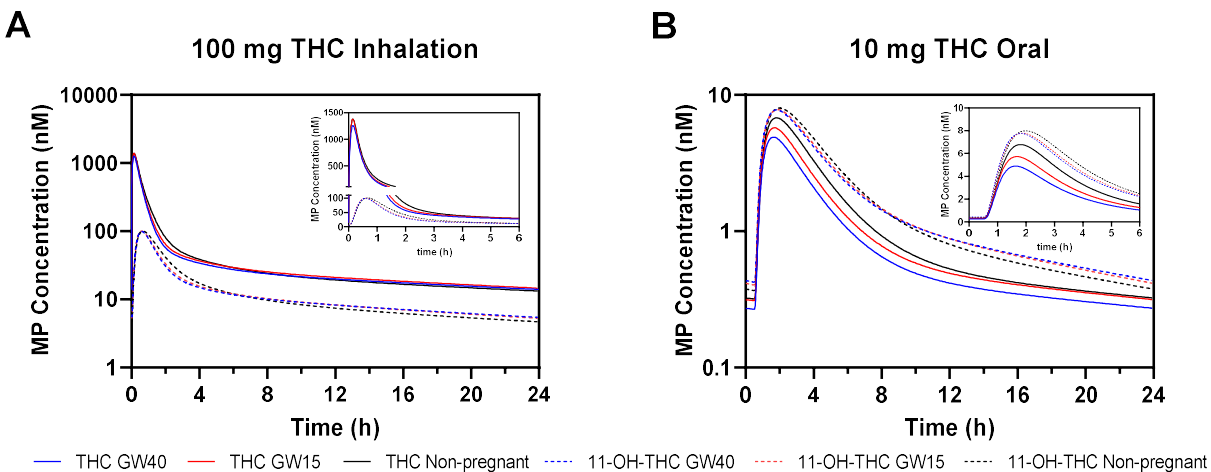 A
100 mg THC Inhalation
MP Concentration (nM)
10000
1000
100
10
1
0 4 8 12 16 20 24
Time (h)
MP Concentration (nM)
1500
1000
500
100
50
0
0 1 2 3 4 5 6
time (h)
B
10 mg THC Oral
MP Concentration (nM)
10
1
0.1
0 4 8 12 16 20 24
Time (h)
MP Concentration (nM)
10
8
6
4
2
0
0 1 2 3 4 5 6
time (h)
THC GW40 THC GW15 THC Non-pregnant 11-OH-THC GW40 11-OH-THC GW15 11-OH-THC Non-pregnant